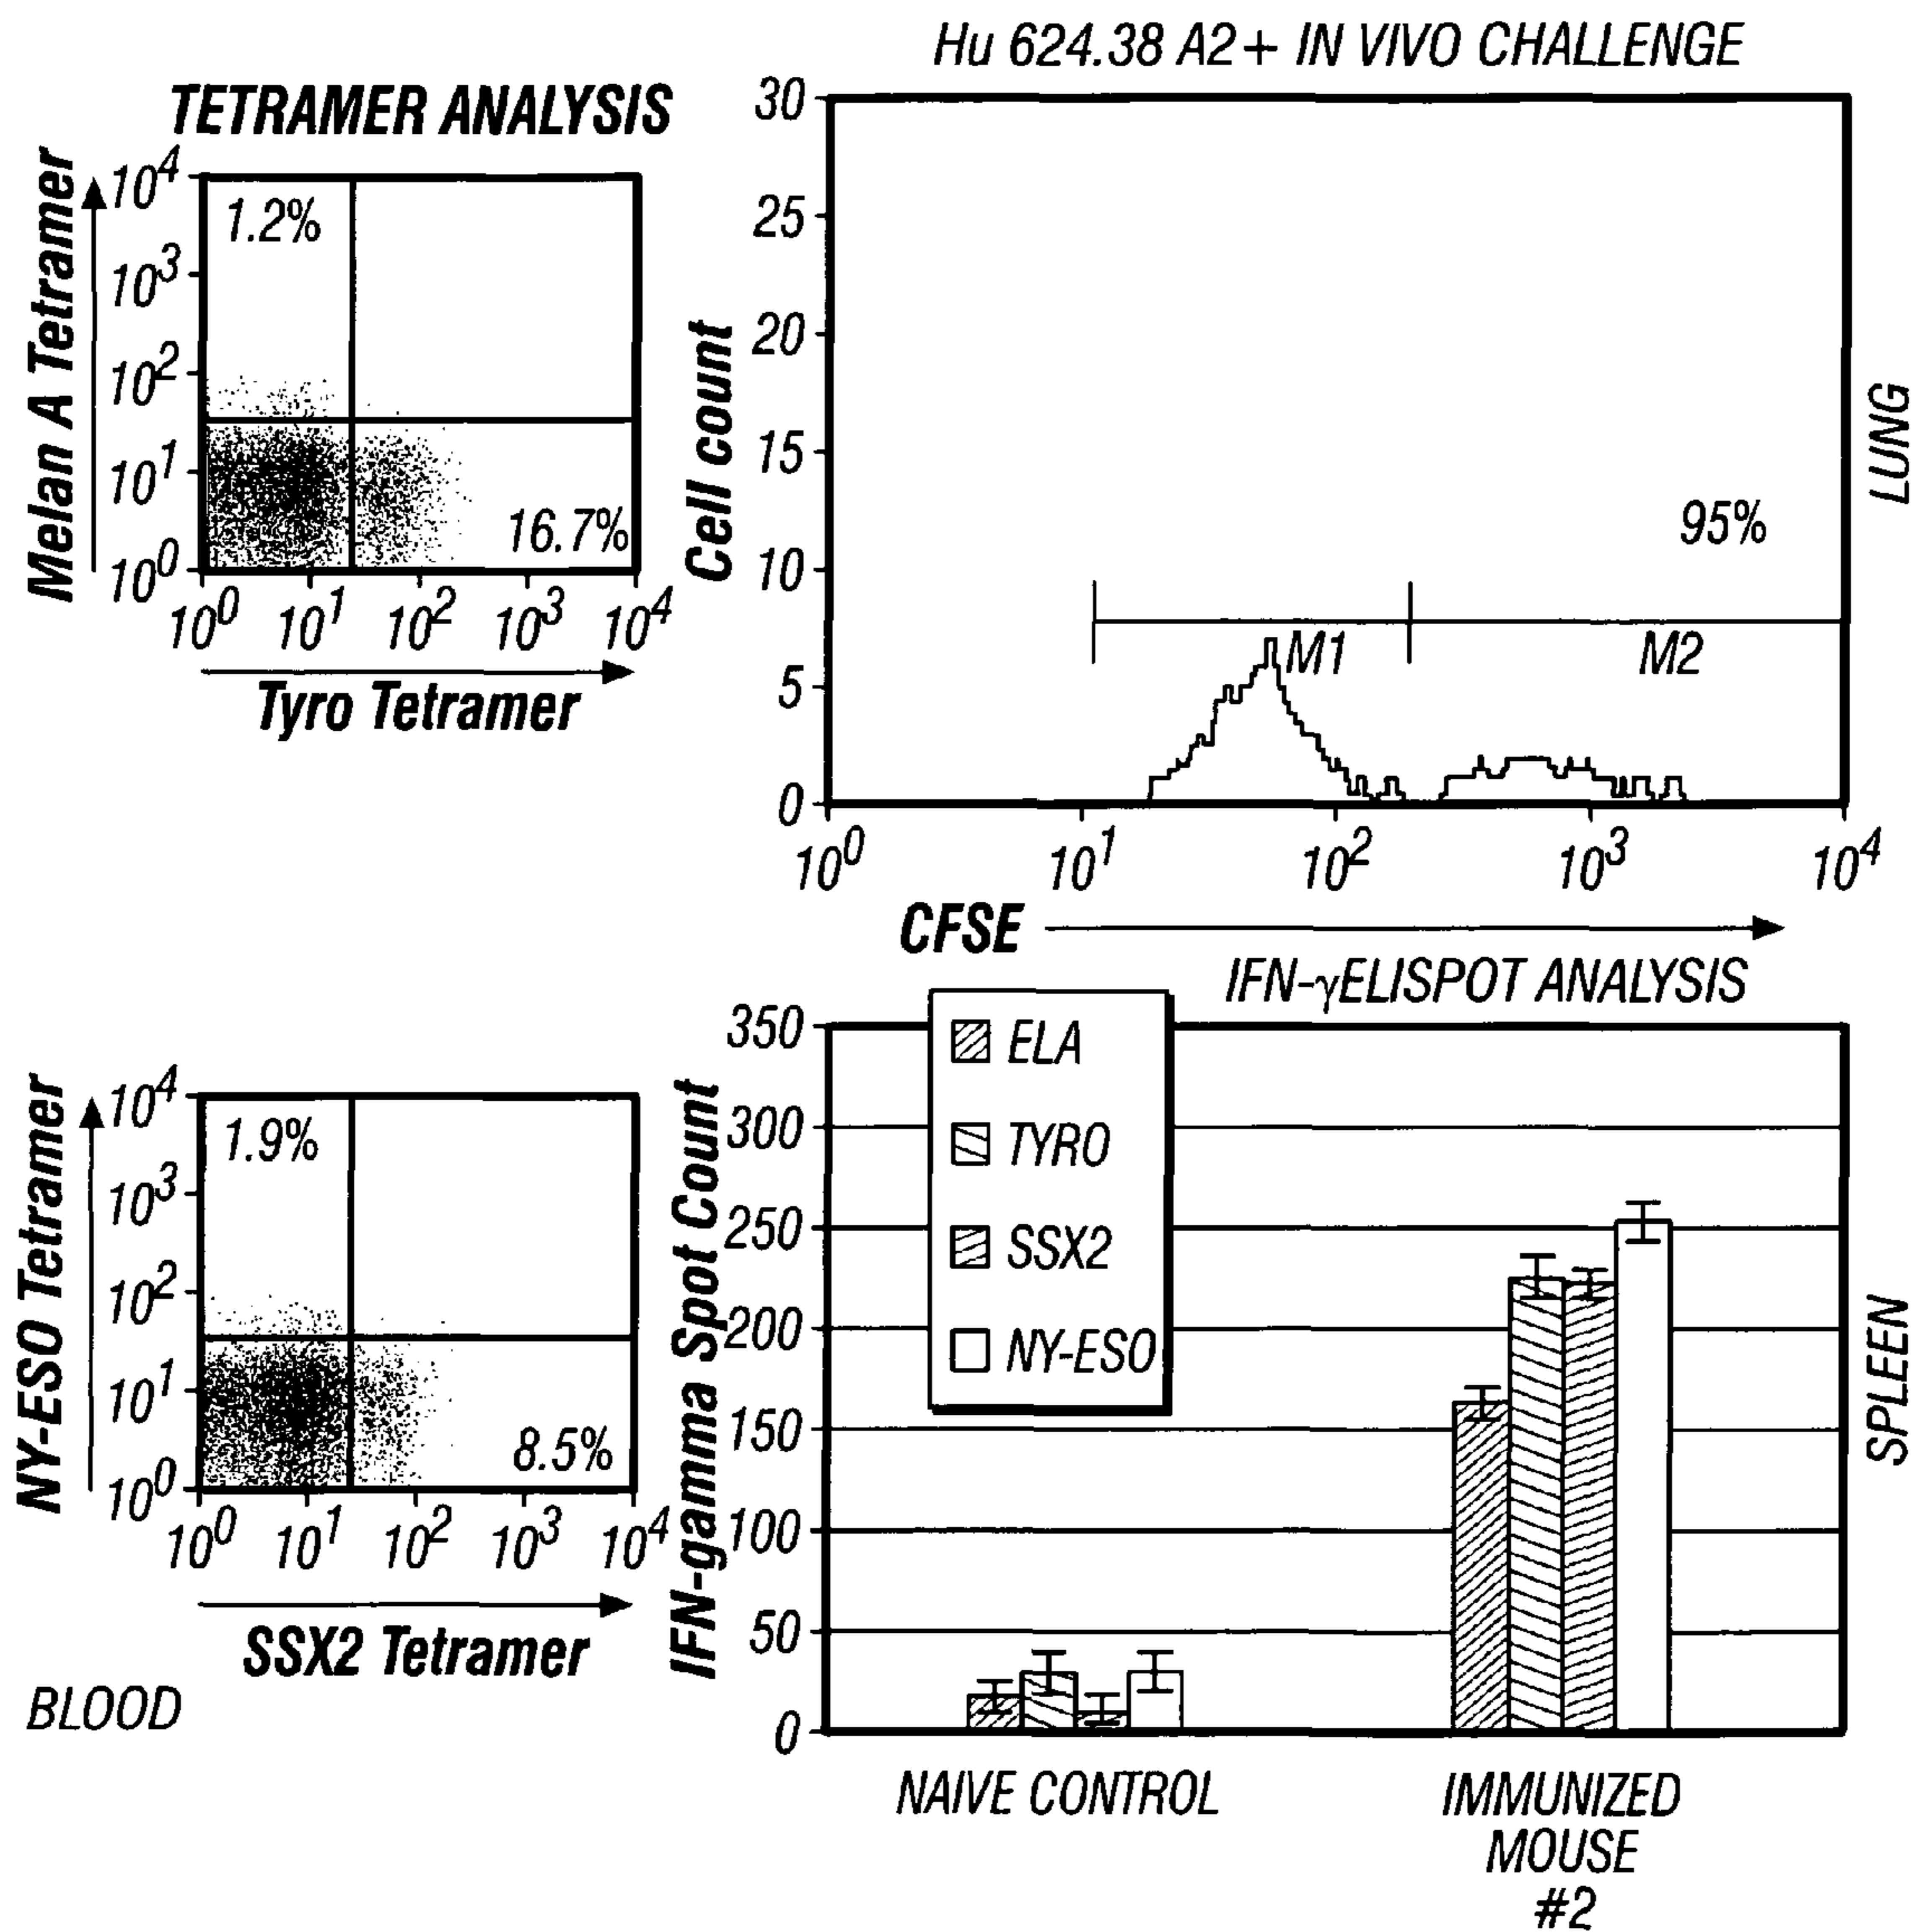 TETRAMER ANALYSIS
Melan A Tetramer
10^4
10^3
10^2
10^1
10^0
1.2%
16.7%
10^0 10^1 10^2 10^3 10^4
Tyro Tetramer
Hu 624.38 A2+ IN VIVO CHALLENGE
Cell count
30
25
20
15
10
5
0
95%
M1 M2
LUNG
10^0 10^1 10^2 10^3 10^4
CFSE
NY-ESO Tetramer
10^4
10^3
10^2
10^1
10^0
1.9%
8.5%
10^0 10^1 10^2 10^3 10^4
SSX2 Tetramer
BLOOD
IFN-γELISPOT ANALYSIS
IFN-gamma Spot Count
350
300
250
200
150
100
50
0
ELA
TYRO
SSX2
NY-ESO
SPLEEN
NAIVE CONTROL
IMMUNIZED
MOUSE
#2